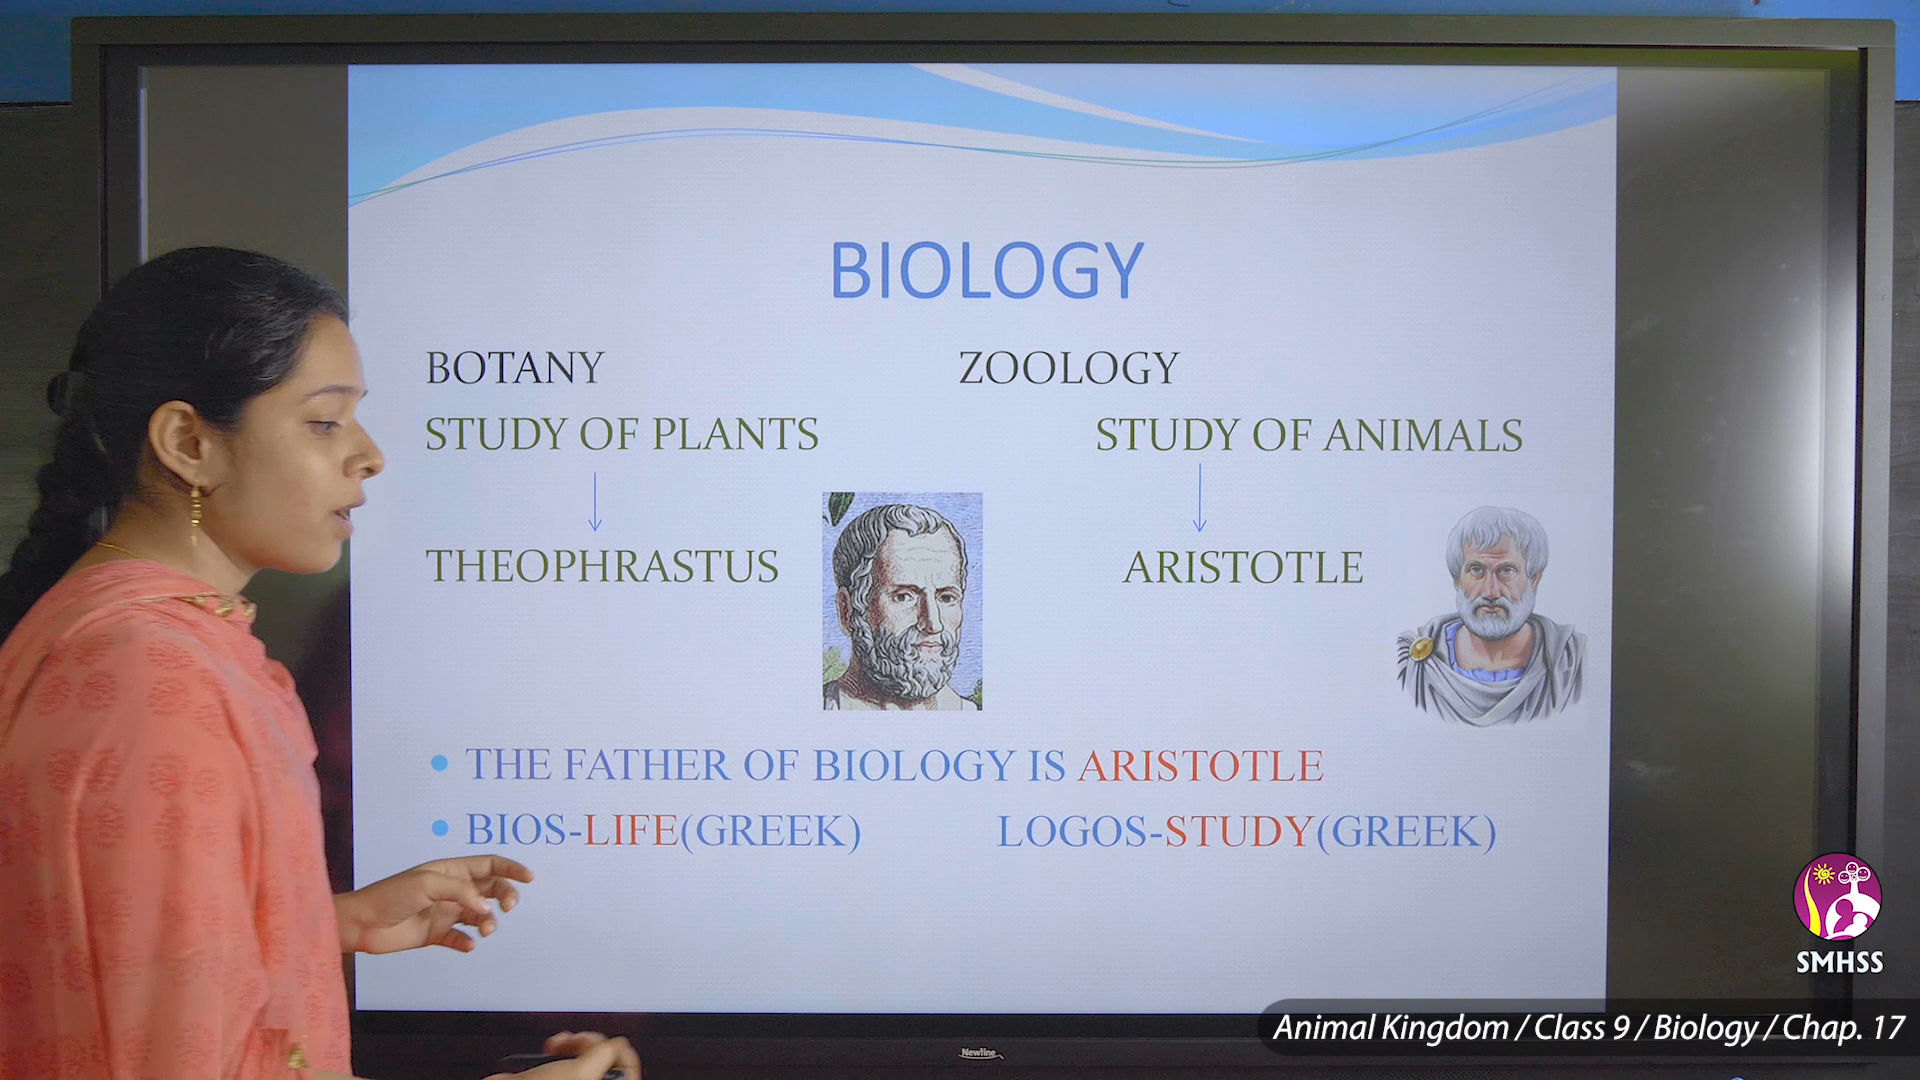 BIOLOGY
BOTANY ZOOLOGY
STUDY OF PLANTS STUDY OF ANIMALS
THEOPHRASTUS ARISTOTLE
THE FATHER OF BIOLOGY IS ARISTOTLE
BIOS-LIFE(GREEK) LOGOS-STUDY(GREEK)
SMHSS
Animal Kingdom / Class 9 / Biology / Chap. 17
Newline